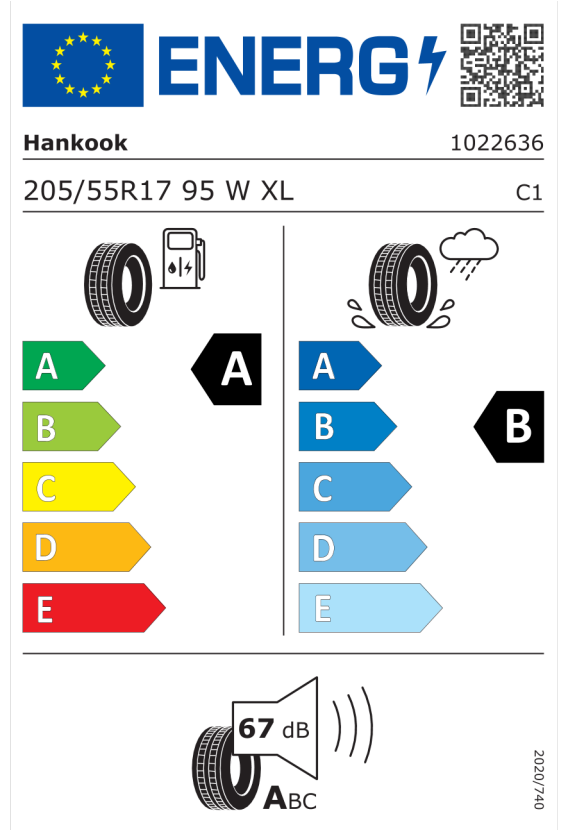 ENERG
Hankook 1022636
205/55R17 95 W XL C1
A A
B
C
D
E
A
B B
C
D
E
67 dB
ABC
2020/740